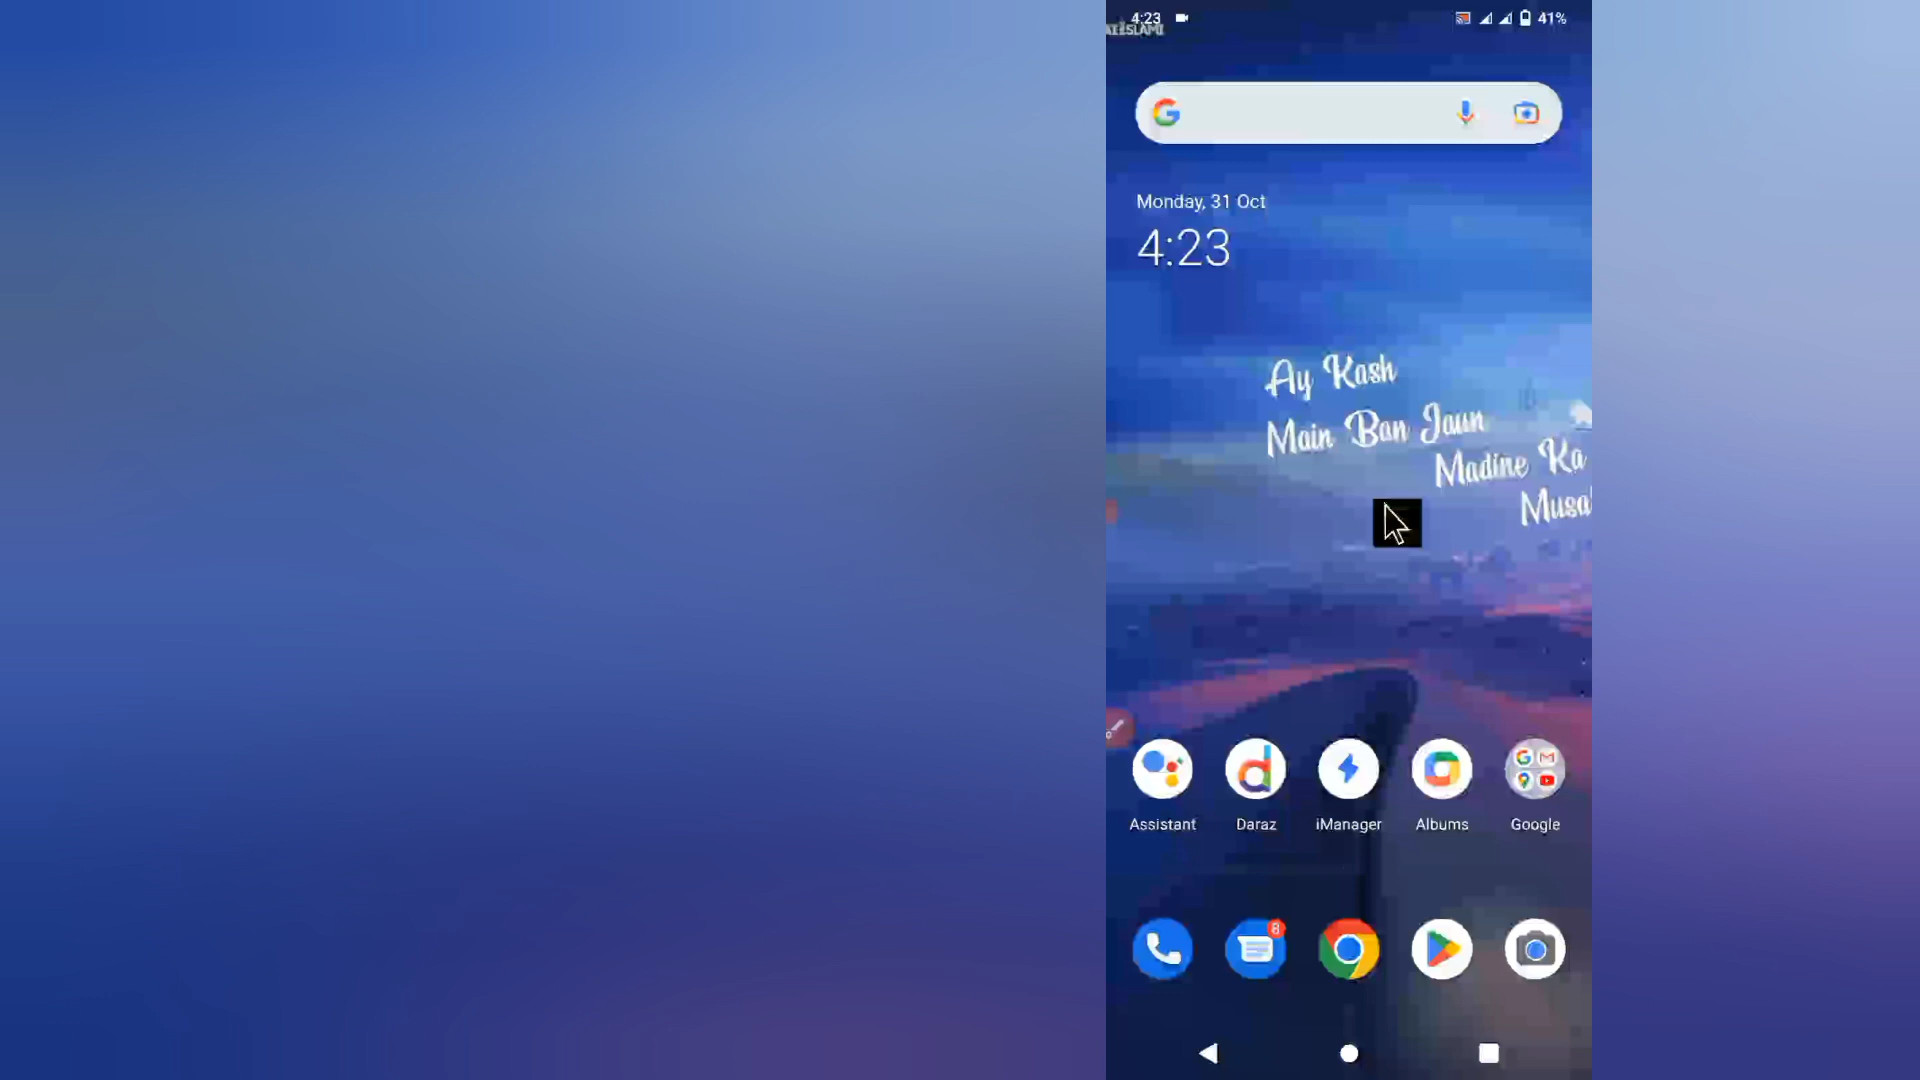 4:23
41%
Monday, 31 Oct
4:23
Ay Kash
Main Ban Jaun
Madine Ka
Musa
Assistant
Daraz
iManager
Albums
Google
8